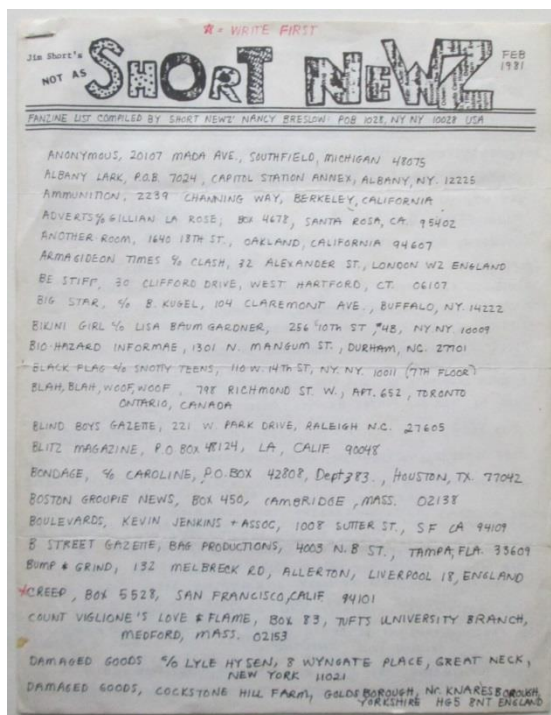 * = WRITE FIRST
Jim Short's
NOT AS
SHORT NEWZ
FEB
1981
FANZINE LIST COMPILED BY SHORT NEWZ' NANCY BRESLOW: POB 1028, NY NY 10028 USA
ANONYMOUS, 20107 MADA AVE., SOUTHFIELD, MICHIGAN 48075
ALBANY LARK, P.O.B. 7024, CAPITOL STATION ANNEX, ALBANY, NY. 12225
AMMUNITION, 2239 CHANNING WAY, BERKELEY, CALIFORNIA
ADVERTS % GILLIAN LA ROSE, BOX 4678, SANTA ROSA, CA. 95402
ANOTHER ROOM, 1640 18TH ST., OAKLAND, CALIFORNIA 94607
ARMAGIDEON TIMES % CLASH, 32 ALEXANDER ST., LONDON W2 ENGLAND
BE STIFF, 30 CLIFFORD DRIVE, WEST HARTFORD, CT. 06107
BIG STAR, % B. KUGEL, 104 CLAREMONT AVE., BUFFALO, NY. 14222
BIKINI GIRL % LISA BAUMGARDNER, 256 10TH ST, #4B, NY NY. 10009
BIO-HAZARD INFORMAE, 1301 N. MANGUM ST., DURHAM, NC. 27701
BLACK FLAG % SNOTTY TEENS, 110 W. 14TH ST, NY. NY. 10011 (7TH FLOOR)
BLAH, BLAH, WOOF, WOOF, 798 RICHMOND ST. W., APT. 652, TORONTO
ONTARIO, CANADA
BLIND BOYS GAZETTE, 221 W. PARK DRIVE, RALEIGH N.C. 27605
BLITZ MAGAZINE, P.O BOX 48124, LA, CALIF 90048
BONDAGE, % CAROLINE, P.O. BOX 42808, Dept 383., HOUSTON, TX. 77042
BOSTON GROUPIE NEWS, BOX 450, CAMBRIDGE, MASS. 02138
BOULEVARDS, KEVIN JENKINS + ASSOC, 1008 SUTTER ST., SF CA 94109
B STREET GAZETTE, BAG PRODUCTIONS, 4003 N. B ST., TAMPA, FLA. 33609
BUMP & GRIND, 132 MELBRECK RD, ALLERTON, LIVERPOOL 18, ENGLAND
*CREEP, BOX 5528, SAN FRANCISCO, CALIF 94101
COUNT VIGLIONE'S LOVE & FLAME, BOX 83, TUFTS UNIVERSITY BRANCH,
MEDFORD, MASS. 02153
DAMAGED GOODS % LYLE HYSEN, 8 WYNGATE PLACE, GREAT NECK,
NEW YORK 11021
DAMAGED GOODS, COCKSTONE HILL FARM, GOLDSBOROUGH, Nr. KNARESBOROUGH,
YORKSHIRE HG5 8NT ENGLAND